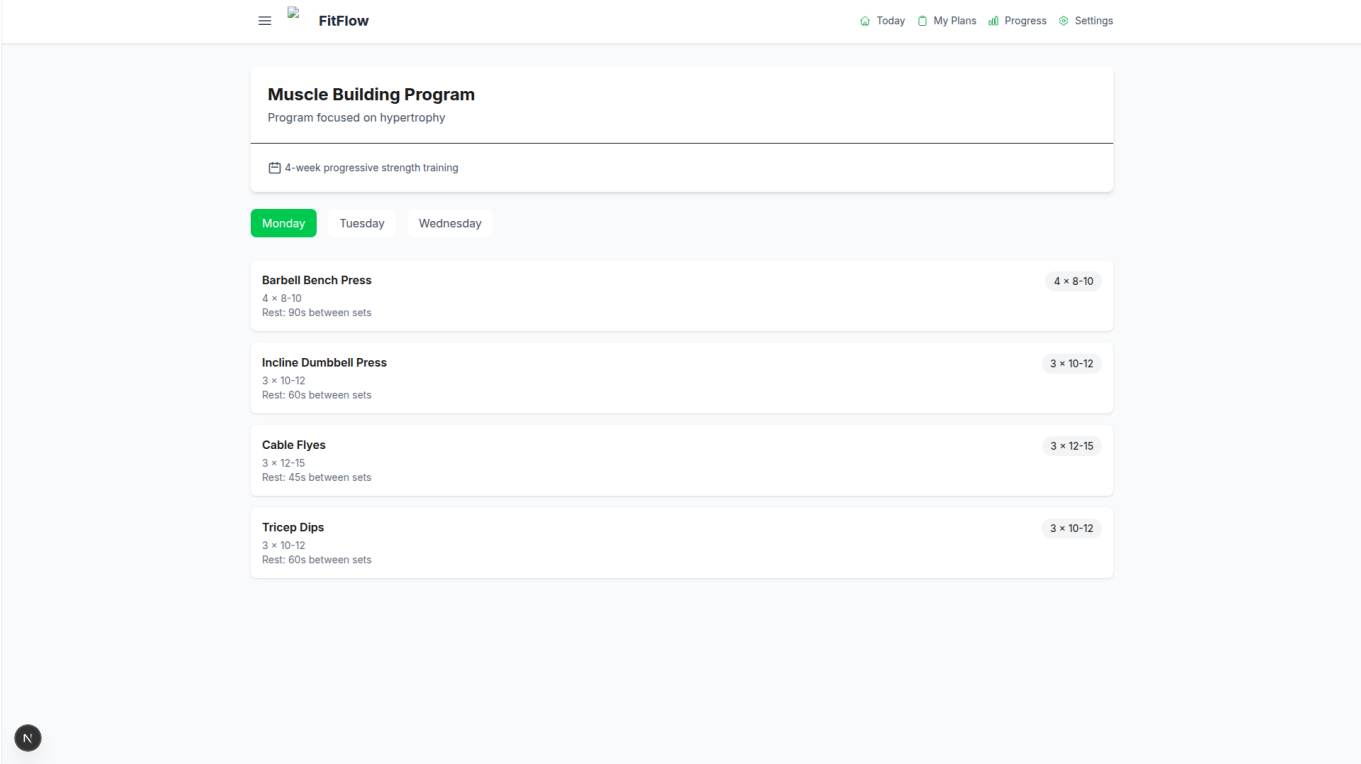 FitFlow
Today
My Plans
Progress
Settings
Muscle Building Program
Program focused on hypertrophy
4-week progressive strength training
Monday
Tuesday
Wednesday
Barbell Bench Press
4 × 8-10
4 × 8-10
Rest: 90s between sets
Incline Dumbbell Press
3 × 10-12
3 × 10-12
Rest: 60s between sets
Cable Flyes
3 × 12-15
3 × 12-15
Rest: 45s between sets
Tricep Dips
3 × 10-12
3 × 10-12
Rest: 60s between sets
N